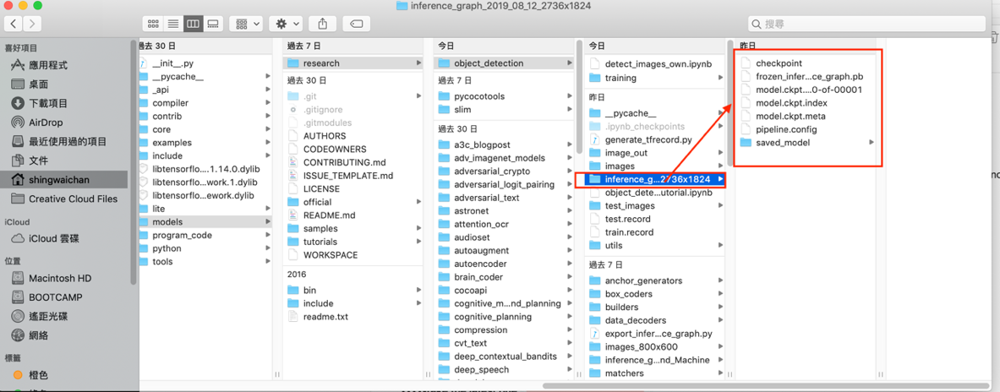 inference_graph_2019_08_12_2736x1824
搜尋
喜好項目
應用程式
桌面
下載項目
AirDrop
最近使用過的項目
文件
shingwaichan
Creative Cloud Files
iCloud
iCloud 雲碟
位置
Macintosh HD
BOOTCAMP
遙距光碟
網絡
標籤
橙色
過去 30 日
__init__.py
__pycache__
_api
compiler
contrib
core
examples
include
libtensorflo....1.14.0.dylib
libtensorflo...work.1.dylib
libtensorflo...ework.dylib
lite
models
program_code
python
tools
過去 7 日
research
過去 30 日
.git
.gitignore
.gitmodules
AUTHORS
CODEOWNERS
CONTRIBUTING.md
ISSUE_TEMPLATE.md
LICENSE
official
README.md
samples
tutorials
WORKSPACE
2016
bin
include
readme.txt
今日
object_detection
過去 7 日
pycocotools
slim
過去 30 日
a3c_blogpost
adv_imagenet_models
adversarial_crypto
adversarial_logit_pairing
adversarial_text
astronet
attention_ocr
audioset
autoaugment
autoencoder
brain_coder
cocoapi
cognitive_m...nd_planning
cognitive_planning
compression
cvt_text
deep_contextual_bandits
deep_speech
今日
detect_images_own.ipynb
training
昨日
__pycache__
.ipynb_checkpoints
generate_tfrecord.py
image_out
images
inference_g...2736x1824
object_dete...utorial.ipynb
test_images
test.record
train.record
utils
過去 7 日
anchor_generators
box_coders
builders
data_decoders
export_infer...ce_graph.py
images_800x600
inference_g...nd_Machine
matchers
昨日
checkpoint
frozen_infer...ce_graph.pb
model.ckpt....0-of-00001
model.ckpt.index
model.ckpt.meta
pipeline.config
saved_model